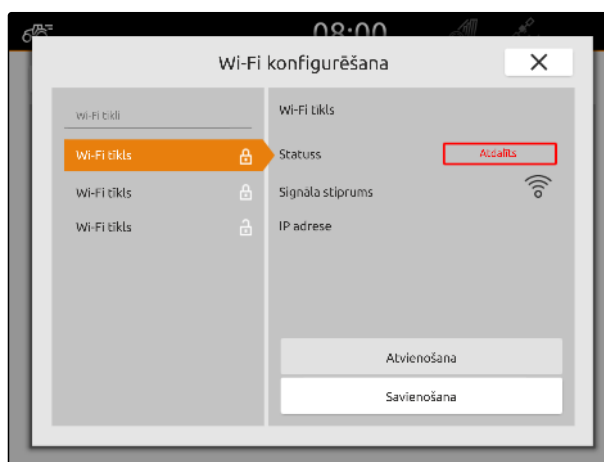 08:00
Wi-Fi konfigurēšana
Wi-Fi tīkli
Wi-Fi tīkls
Wi-Fi tīkls
Wi-Fi tīkls
Wi-Fi tīkls
Statuss
Atdalīts
Signāla stiprums
IP adrese
Atvienošana
Savienošana